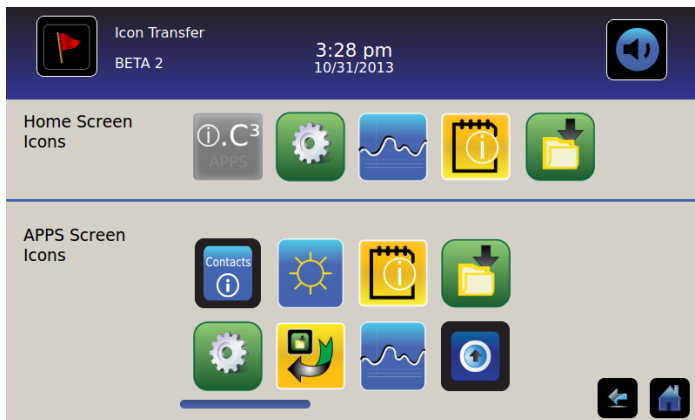 Icon Transfer
BETA 2
3:28 pm
10/31/2013
Home Screen
Icons
ⓘ.C³
APPS
ⓘ
APPS Screen
Icons
Contacts
ⓘ
ⓘ